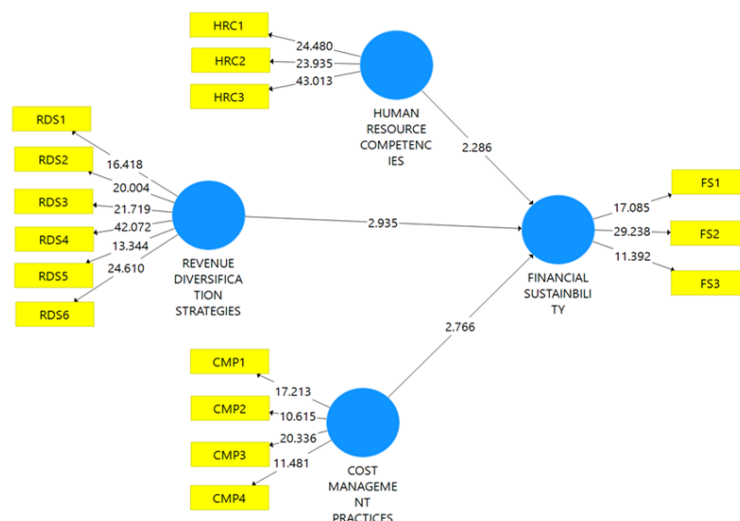 HRC1
24.480
HRC2
23.935
HRC3
43.013
HUMAN
RESOURCE
COMPETENC
IES
2.286
RDS1
16.418
RDS2
20.004
RDS3
21.719
RDS4
42.072
RDS5
13.344
RDS6
24.610
REVENUE
DIVERSIFICA
TION
STRATEGIES
2.935
FS1
17.085
FS2
29.238
FS3
11.392
FINANCIAL
SUSTAINBILI
TY
2.766
CMP1
17.213
CMP2
10.615
CMP3
20.336
CMP4
11.481
COST
MANAGEME
NT
PRACTICES